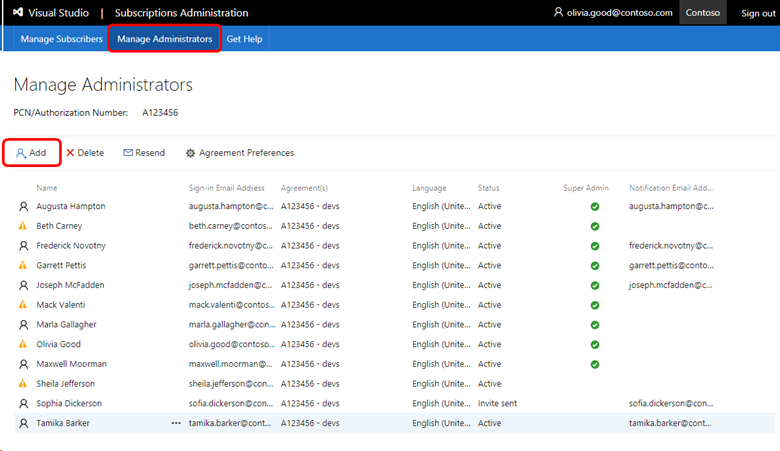 Visual Studio | Subscriptions Administration olivia.good@contoso.com Contoso Sign out
Manage Subscribers Manage Administrators Get Help
Manage Administrators
PCN/Authorization Number: A123456
Add Delete Resend Agreement Preferences
Name Sign-in Email Address Agreement(s) Language Status Super Admin Notification Email Addr...
Augusta Hampton augusta.hampton@c... A123456 - devs English (Unite... Active augusta.hampton@c...
Beth Carney beth.carney@contos... A123456 - devs English (Unite... Active
Frederick Novotny frederick.novotny@c... A123456 - devs English (Unite... Active frederick.novotny@c...
Garrett Pettis garrett.pettis@conto... A123456 - devs English (Unite... Active garrett.pettis@conto...
Joseph McFadden joseph.mcfadden@c... A123456 - devs English (Unite... Active joseph.mcfadden@c...
Mack Valenti mack.valenti@contos... A123456 - devs English (Unite... Active
Marla Gallagher marla.gallagher@con... A123456 - devs English (Unite... Active
Olivia Good olivia.good@contoso... A123456 - devs English (Unite... Active
Maxwell Moorman maxwell.moorman@... A123456 - devs English (Unite... Active
Sheila Jefferson sheila.jefferson@con... A123456 - devs English (Unite... Active
Sophia Dickerson sofia.dickerson@con... A123456 - devs English (Unite... Invite sent sofia.dickerson@con...
Tamika Barker ... tamika.barker@cont... A123456 - devs English (Unite... Active tamika.barker@cont...